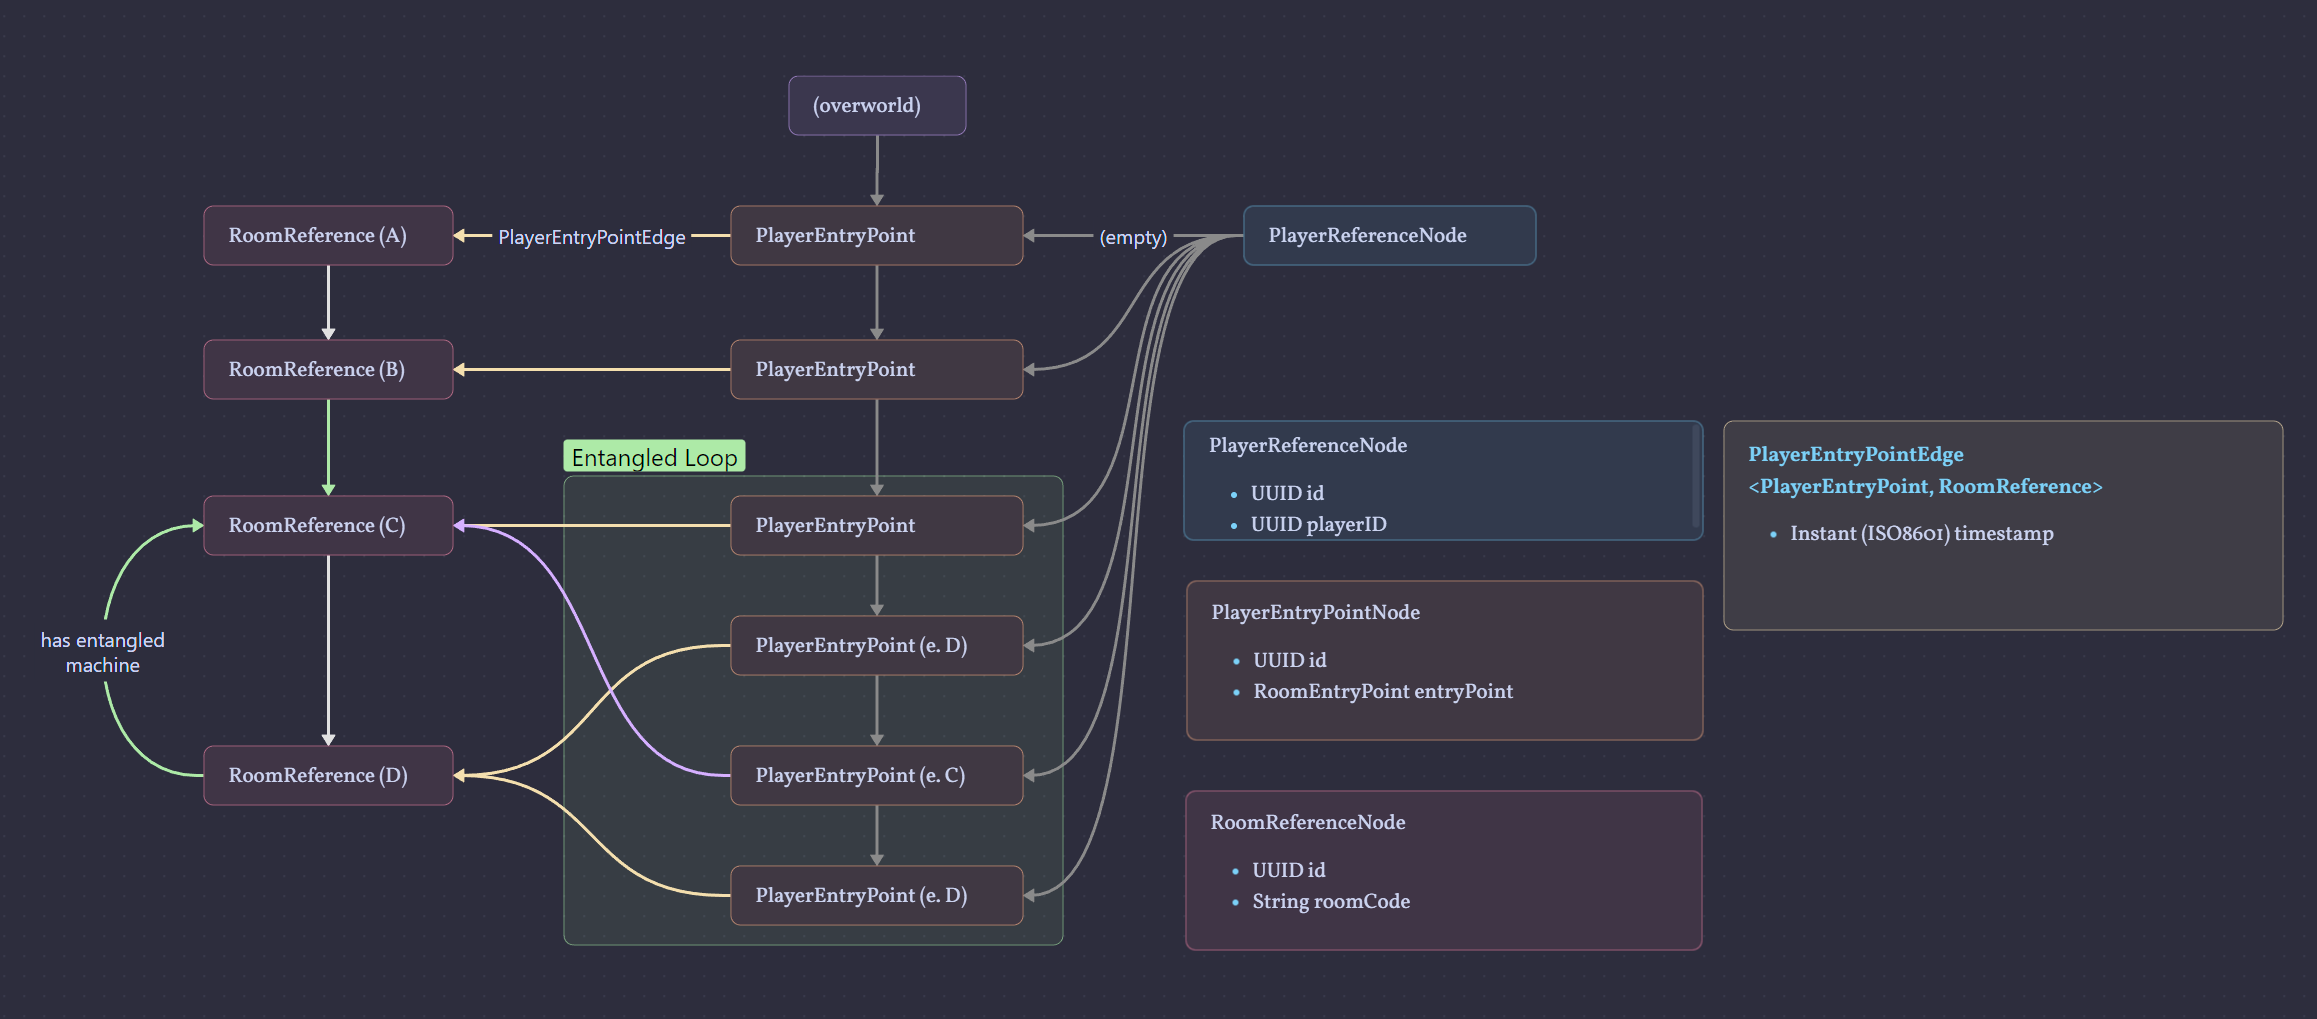 (overworld)
RoomReference (A)
PlayerEntryPointEdge
PlayerEntryPoint
(empty)
PlayerReferenceNode
RoomReference (B)
PlayerEntryPoint
Entangled Loop
RoomReference (C)
PlayerEntryPoint
has entangled
machine
PlayerEntryPoint (e. D)
RoomReference (D)
PlayerEntryPoint (e. C)
PlayerEntryPoint (e. D)
PlayerReferenceNode
• UUID id
• UUID playerID
PlayerEntryPointEdge
<PlayerEntryPoint, RoomReference>
• Instant (ISO8601) timestamp
PlayerEntryPointNode
• UUID id
• RoomEntryPoint entryPoint
RoomReferenceNode
• UUID id
• String roomCode